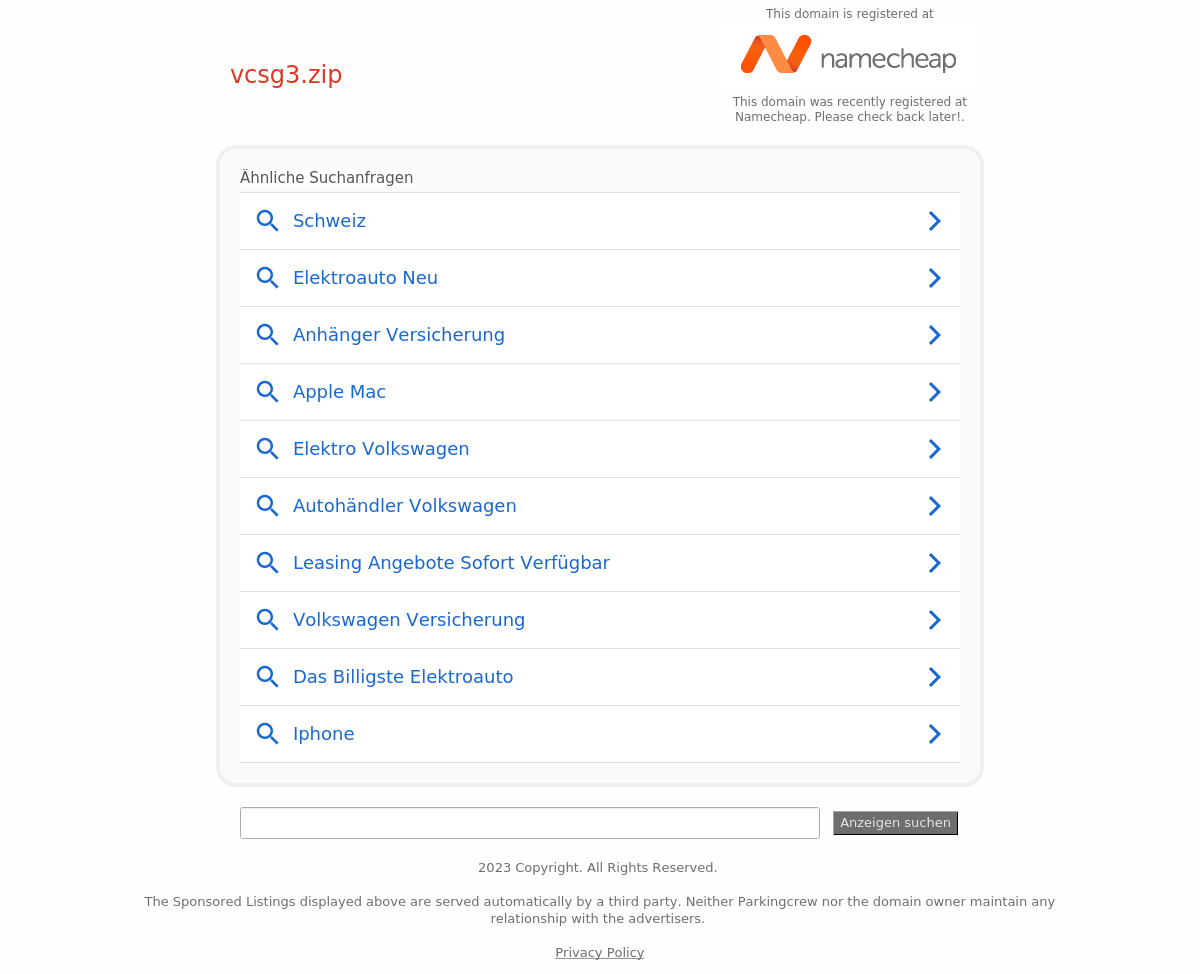 This domain is registered at
namecheap
vcsg3.zip
This domain was recently registered at
Namecheap. Please check back later!.
Ähnliche Suchanfragen
Schweiz
Elektroauto Neu
Anhänger Versicherung
Apple Mac
Elektro Volkswagen
Autohändler Volkswagen
Leasing Angebote Sofort Verfügbar
Volkswagen Versicherung
Das Billigste Elektroauto
Iphone
Anzeigen suchen
2023 Copyright. All Rights Reserved.
The Sponsored Listings displayed above are served automatically by a third party. Neither Parkingcrew nor the domain owner maintain any
relationship with the advertisers.
Privacy Policy